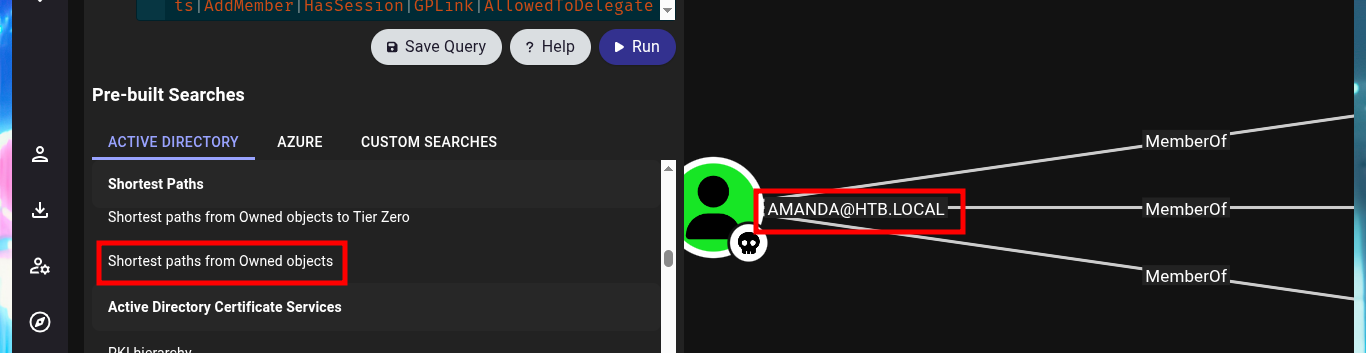 ts|AddMember|HasSession|GPLink|AllowedToDelegate
Save Query
? Help
Run
Pre-built Searches
ACTIVE DIRECTORY
AZURE
CUSTOM SEARCHES
Shortest Paths
Shortest paths from Owned objects to Tier Zero
Shortest paths from Owned objects
Active Directory Certificate Services
PKI hierarchy
MemberOf
AMANDA@HTB.LOCAL
MemberOf
MemberOf